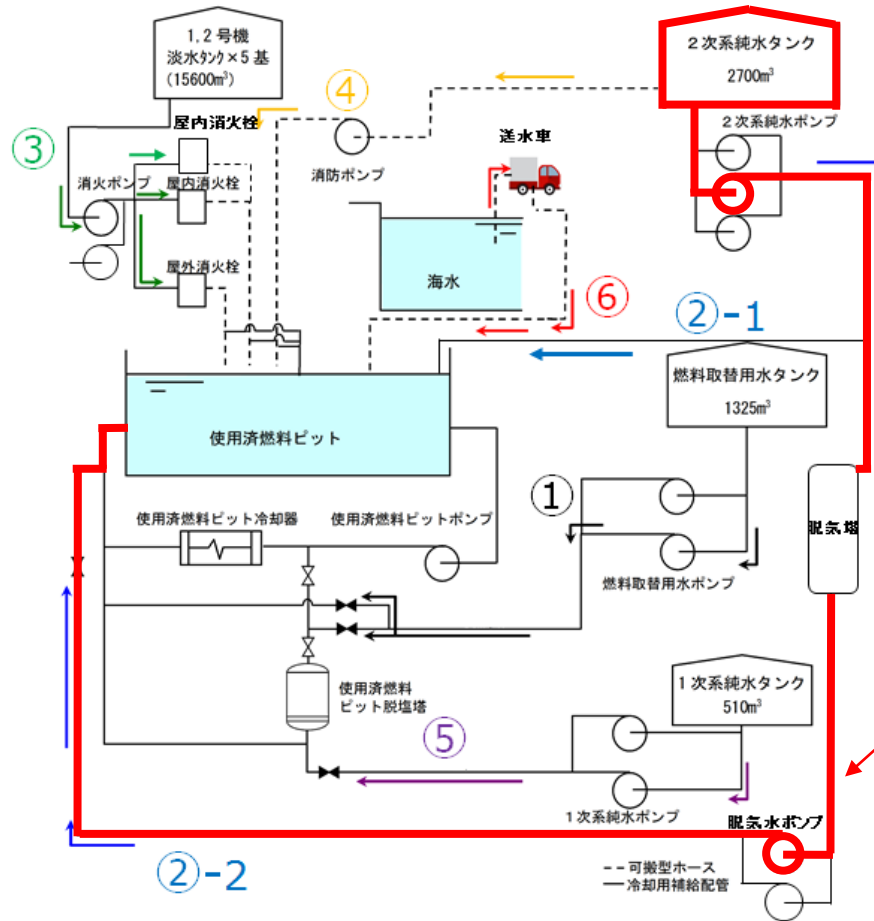 1,2号機
淡水タンク×5基
(15600m³)
2次系純水タンク
2700m³
④
屋内消火栓
送水車
2次系純水ポンプ
③
消火ポンプ
屋内消火栓
消防ポンプ
屋外消火栓
海水
⑥
②-1
燃料取替用水タンク
1325m³
使用済燃料ピット
①
使用済燃料ピット冷却器
使用済燃料ピットポンプ
脱気塔
燃料取替用水ポンプ
使用済燃料
ピット脱塩塔
1次系純水タンク
510m³
⑤
1次系純水ポンプ
脱気水ポンプ
②-2
--- 可搬型ホース
― 冷却用補給配管